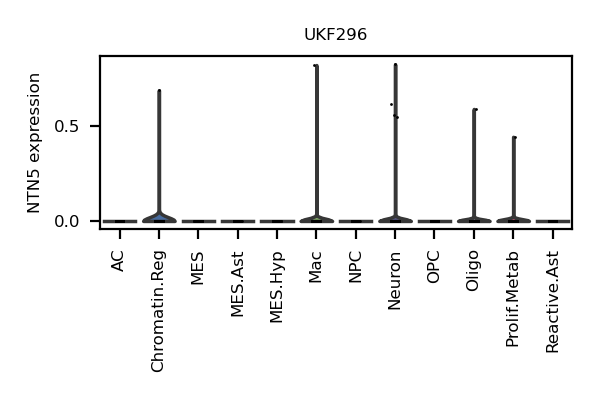 UKF296
NTN5 expression
0.5
0.0
AC
Chromatin.Reg
MES
MES.Ast
MES.Hyp
Mac
NPC
Neuron
OPC
Oligo
Prolif.Metab
Reactive.Ast